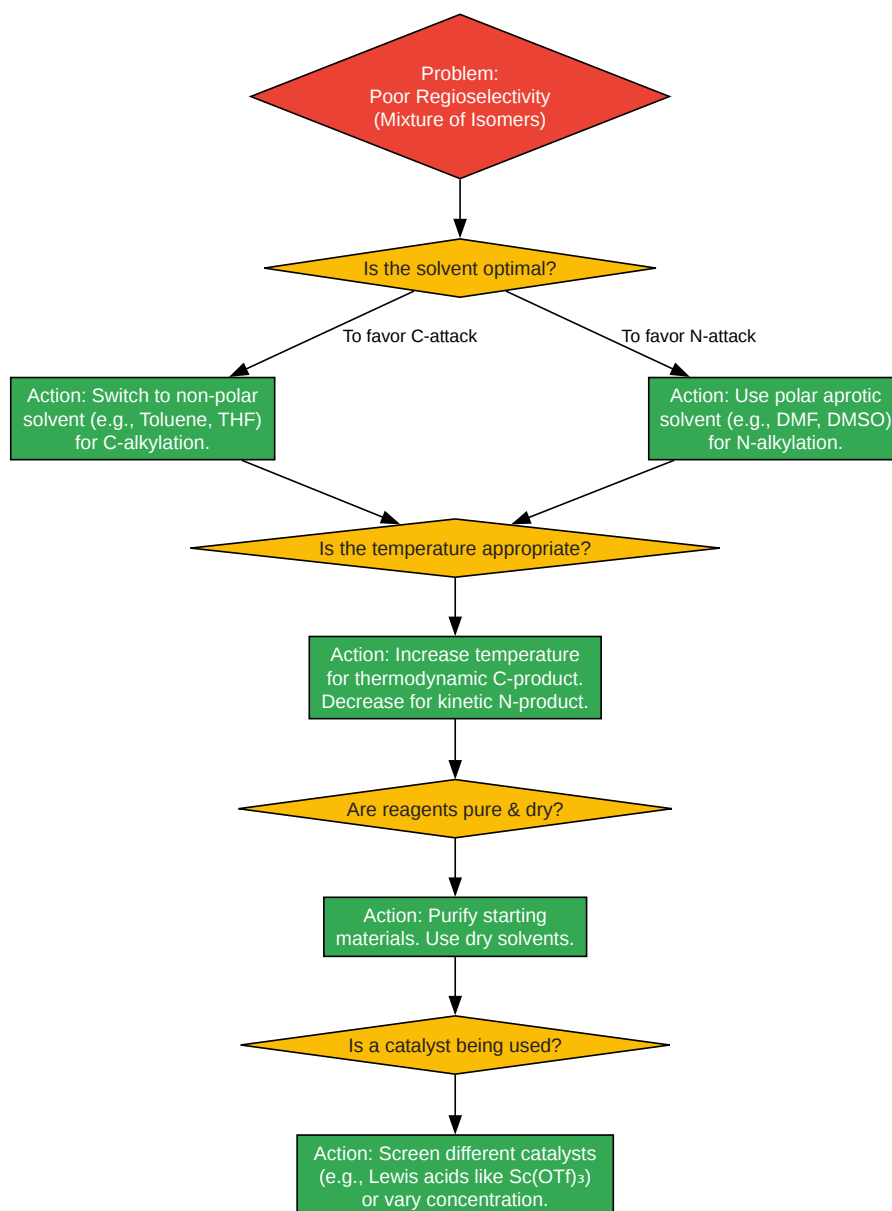 Problem:
Poor Regioselectivity
(Mixture of Isomers)
Is the solvent optimal?
To favor C-attack
To favor N-attack
Action: Switch to non-polar
solvent (e.g., Toluene, THF)
for C-alkylation.
Action: Use polar aprotic
solvent (e.g., DMF, DMSO)
for N-alkylation.
Is the temperature appropriate?
Action: Increase temperature
for thermodynamic C-product.
Decrease for kinetic N-product.
Are reagents pure & dry?
Action: Purify starting
materials. Use dry solvents.
Is a catalyst being used?
Action: Screen different catalysts
(e.g., Lewis acids like Sc(OTf)₃)
or vary concentration.